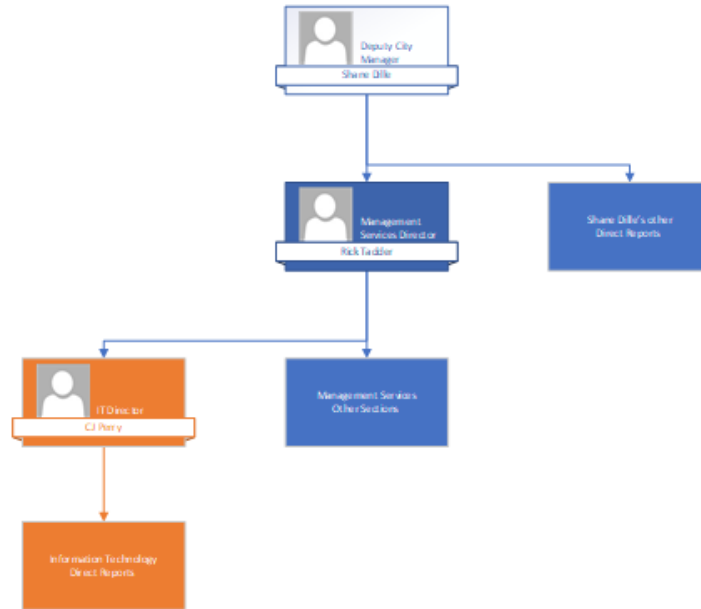 Deputy City
Manager
Shane Dille
Management
Services Director
Rick Tadder
Shane Dille's other
Direct Reports
IT Director
CJ Perry
Management Services
Other Sections
Information Technology
Direct Reports